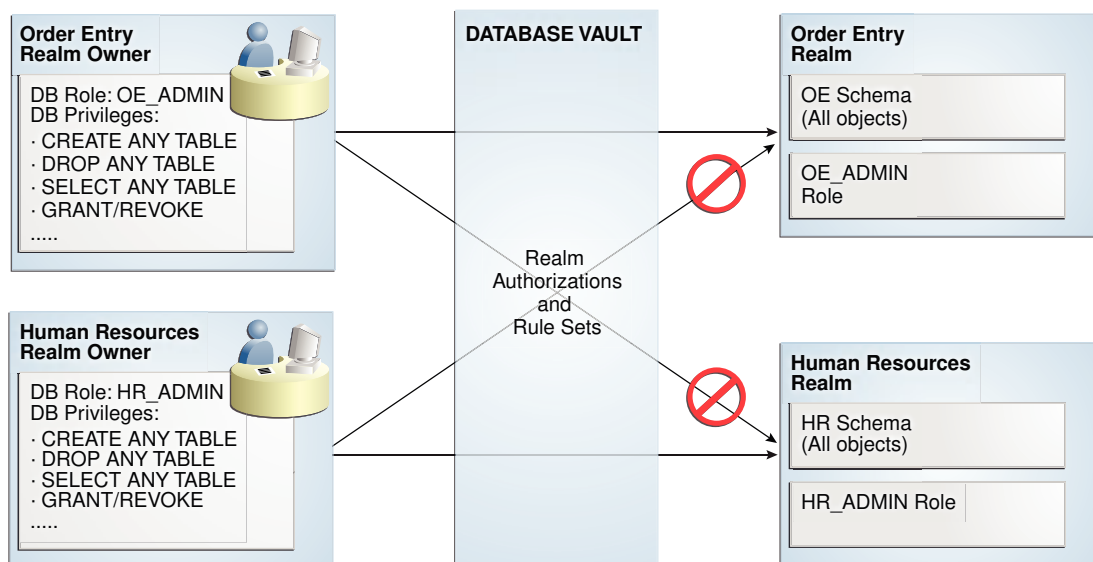 Order Entry
Realm Owner
DB Role: OE_ADMIN
DB Privileges:
· CREATE ANY TABLE
· DROP ANY TABLE
· SELECT ANY TABLE
· GRANT/REVOKE
.....
Human Resources
Realm Owner
DB Role: HR_ADMIN
DB Privileges:
· CREATE ANY TABLE
· DROP ANY TABLE
· SELECT ANY TABLE
· GRANT/REVOKE
.....
DATABASE VAULT
Realm
Authorizations
and
Rule Sets
Order Entry
Realm
OE Schema
(All objects)
OE_ADMIN
Role
Human Resources
Realm
HR Schema
(All objects)
HR_ADMIN Role